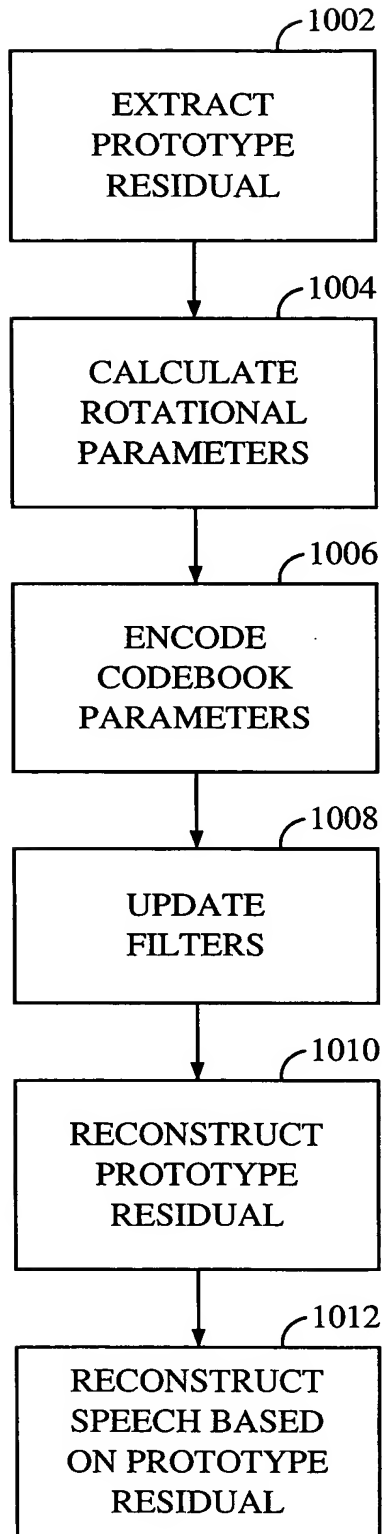 1002
EXTRACT
PROTOTYPE
RESIDUAL
1004
CALCULATE
ROTATIONAL
PARAMETERS
1006
ENCODE
CODEBOOK
PARAMETERS
1008
UPDATE
FILTERS
1010
RECONSTRUCT
PROTOTYPE
RESIDUAL
1012
RECONSTRUCT
SPEECH BASED
ON PROTOTYPE
RESIDUAL